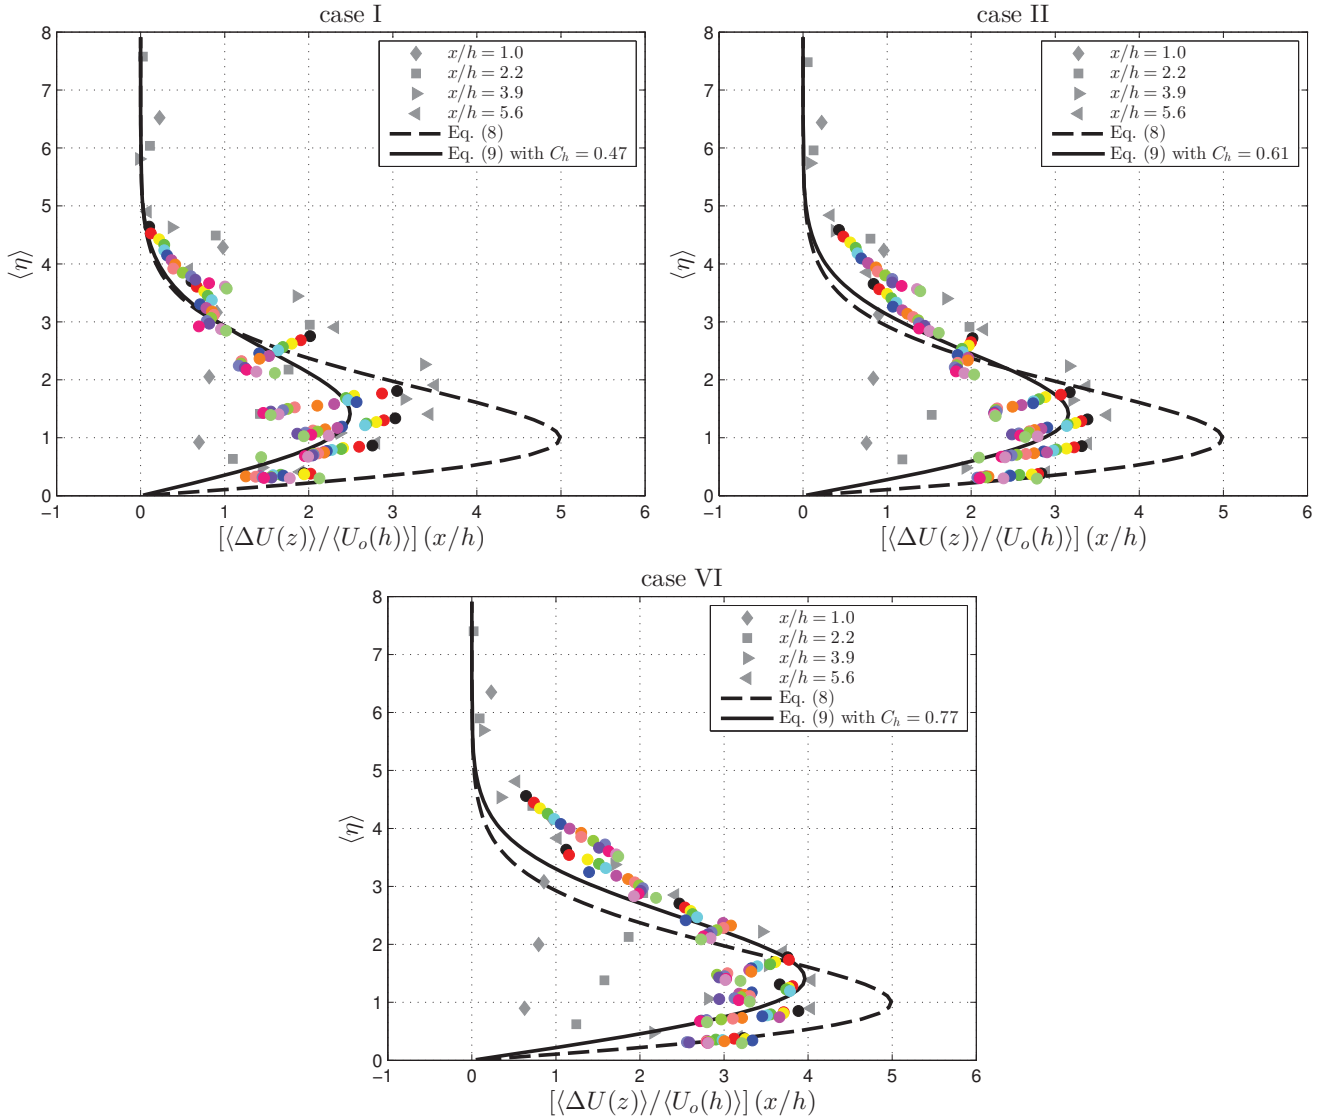 case I
8
7
6
5
4
3
2
1
0
⟨η⟩
x/h = 1.0
x/h = 2.2
x/h = 3.9
x/h = 5.6
Eq. (8)
Eq. (9) with C_h = 0.47
−1 0 1 2 3 4 5 6
[⟨ΔU(z)⟩/⟨U_o(h)⟩] (x/h)
case II
8
7
6
5
4
3
2
1
0
⟨η⟩
x/h = 1.0
x/h = 2.2
x/h = 3.9
x/h = 5.6
Eq. (8)
Eq. (9) with C_h = 0.61
−1 0 1 2 3 4 5 6
[⟨ΔU(z)⟩/⟨U_o(h)⟩] (x/h)
case VI
8
7
6
5
4
3
2
1
0
⟨η⟩
x/h = 1.0
x/h = 2.2
x/h = 3.9
x/h = 5.6
Eq. (8)
Eq. (9) with C_h = 0.77
−1 0 1 2 3 4 5 6
[⟨ΔU(z)⟩/⟨U_o(h)⟩] (x/h)